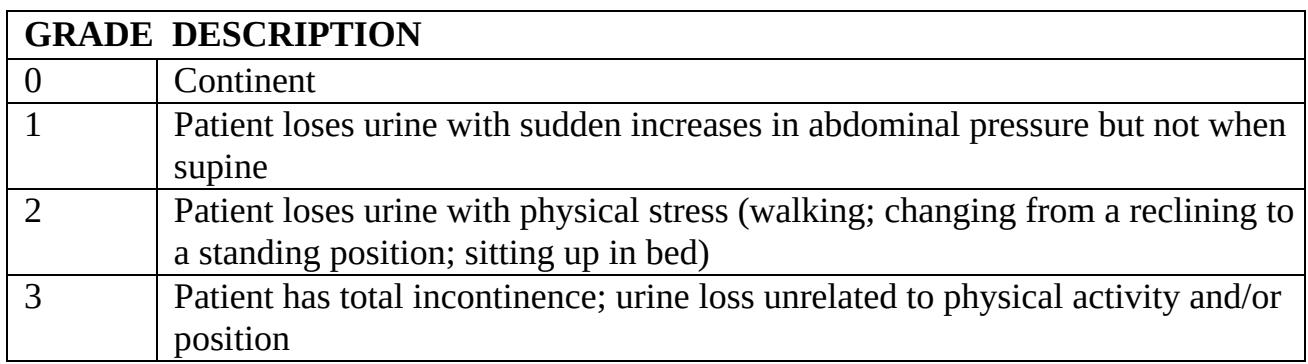 GRADE DESCRIPTION
0 Continent
1 Patient loses urine with sudden increases in abdominal pressure but not when
supine
2 Patient loses urine with physical stress (walking; changing from a reclining to
a standing position; sitting up in bed)
3 Patient has total incontinence; urine loss unrelated to physical activity and/or
position